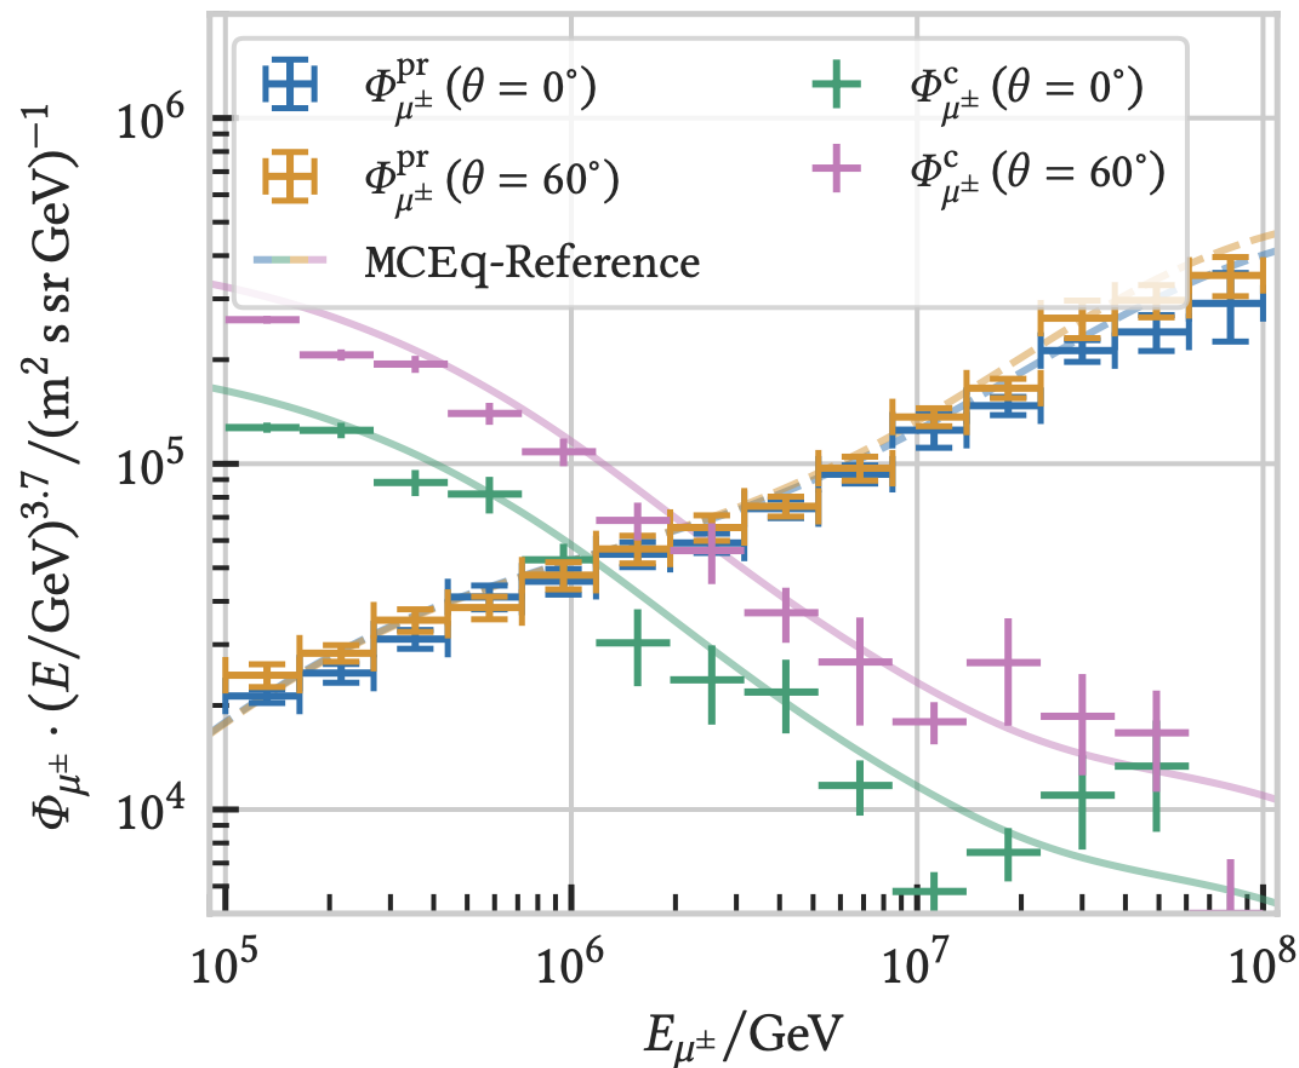 Φ^pr_μ± (θ = 0°)
Φ^pr_μ± (θ = 60°)
MCEq-Reference
Φ^c_μ± (θ = 0°)
Φ^c_μ± (θ = 60°)
Φ_μ± · (E/GeV)^3.7 /(m² s sr GeV)^−1
10^6
10^5
10^4
10^5
10^6
10^7
10^8
E_μ± /GeV